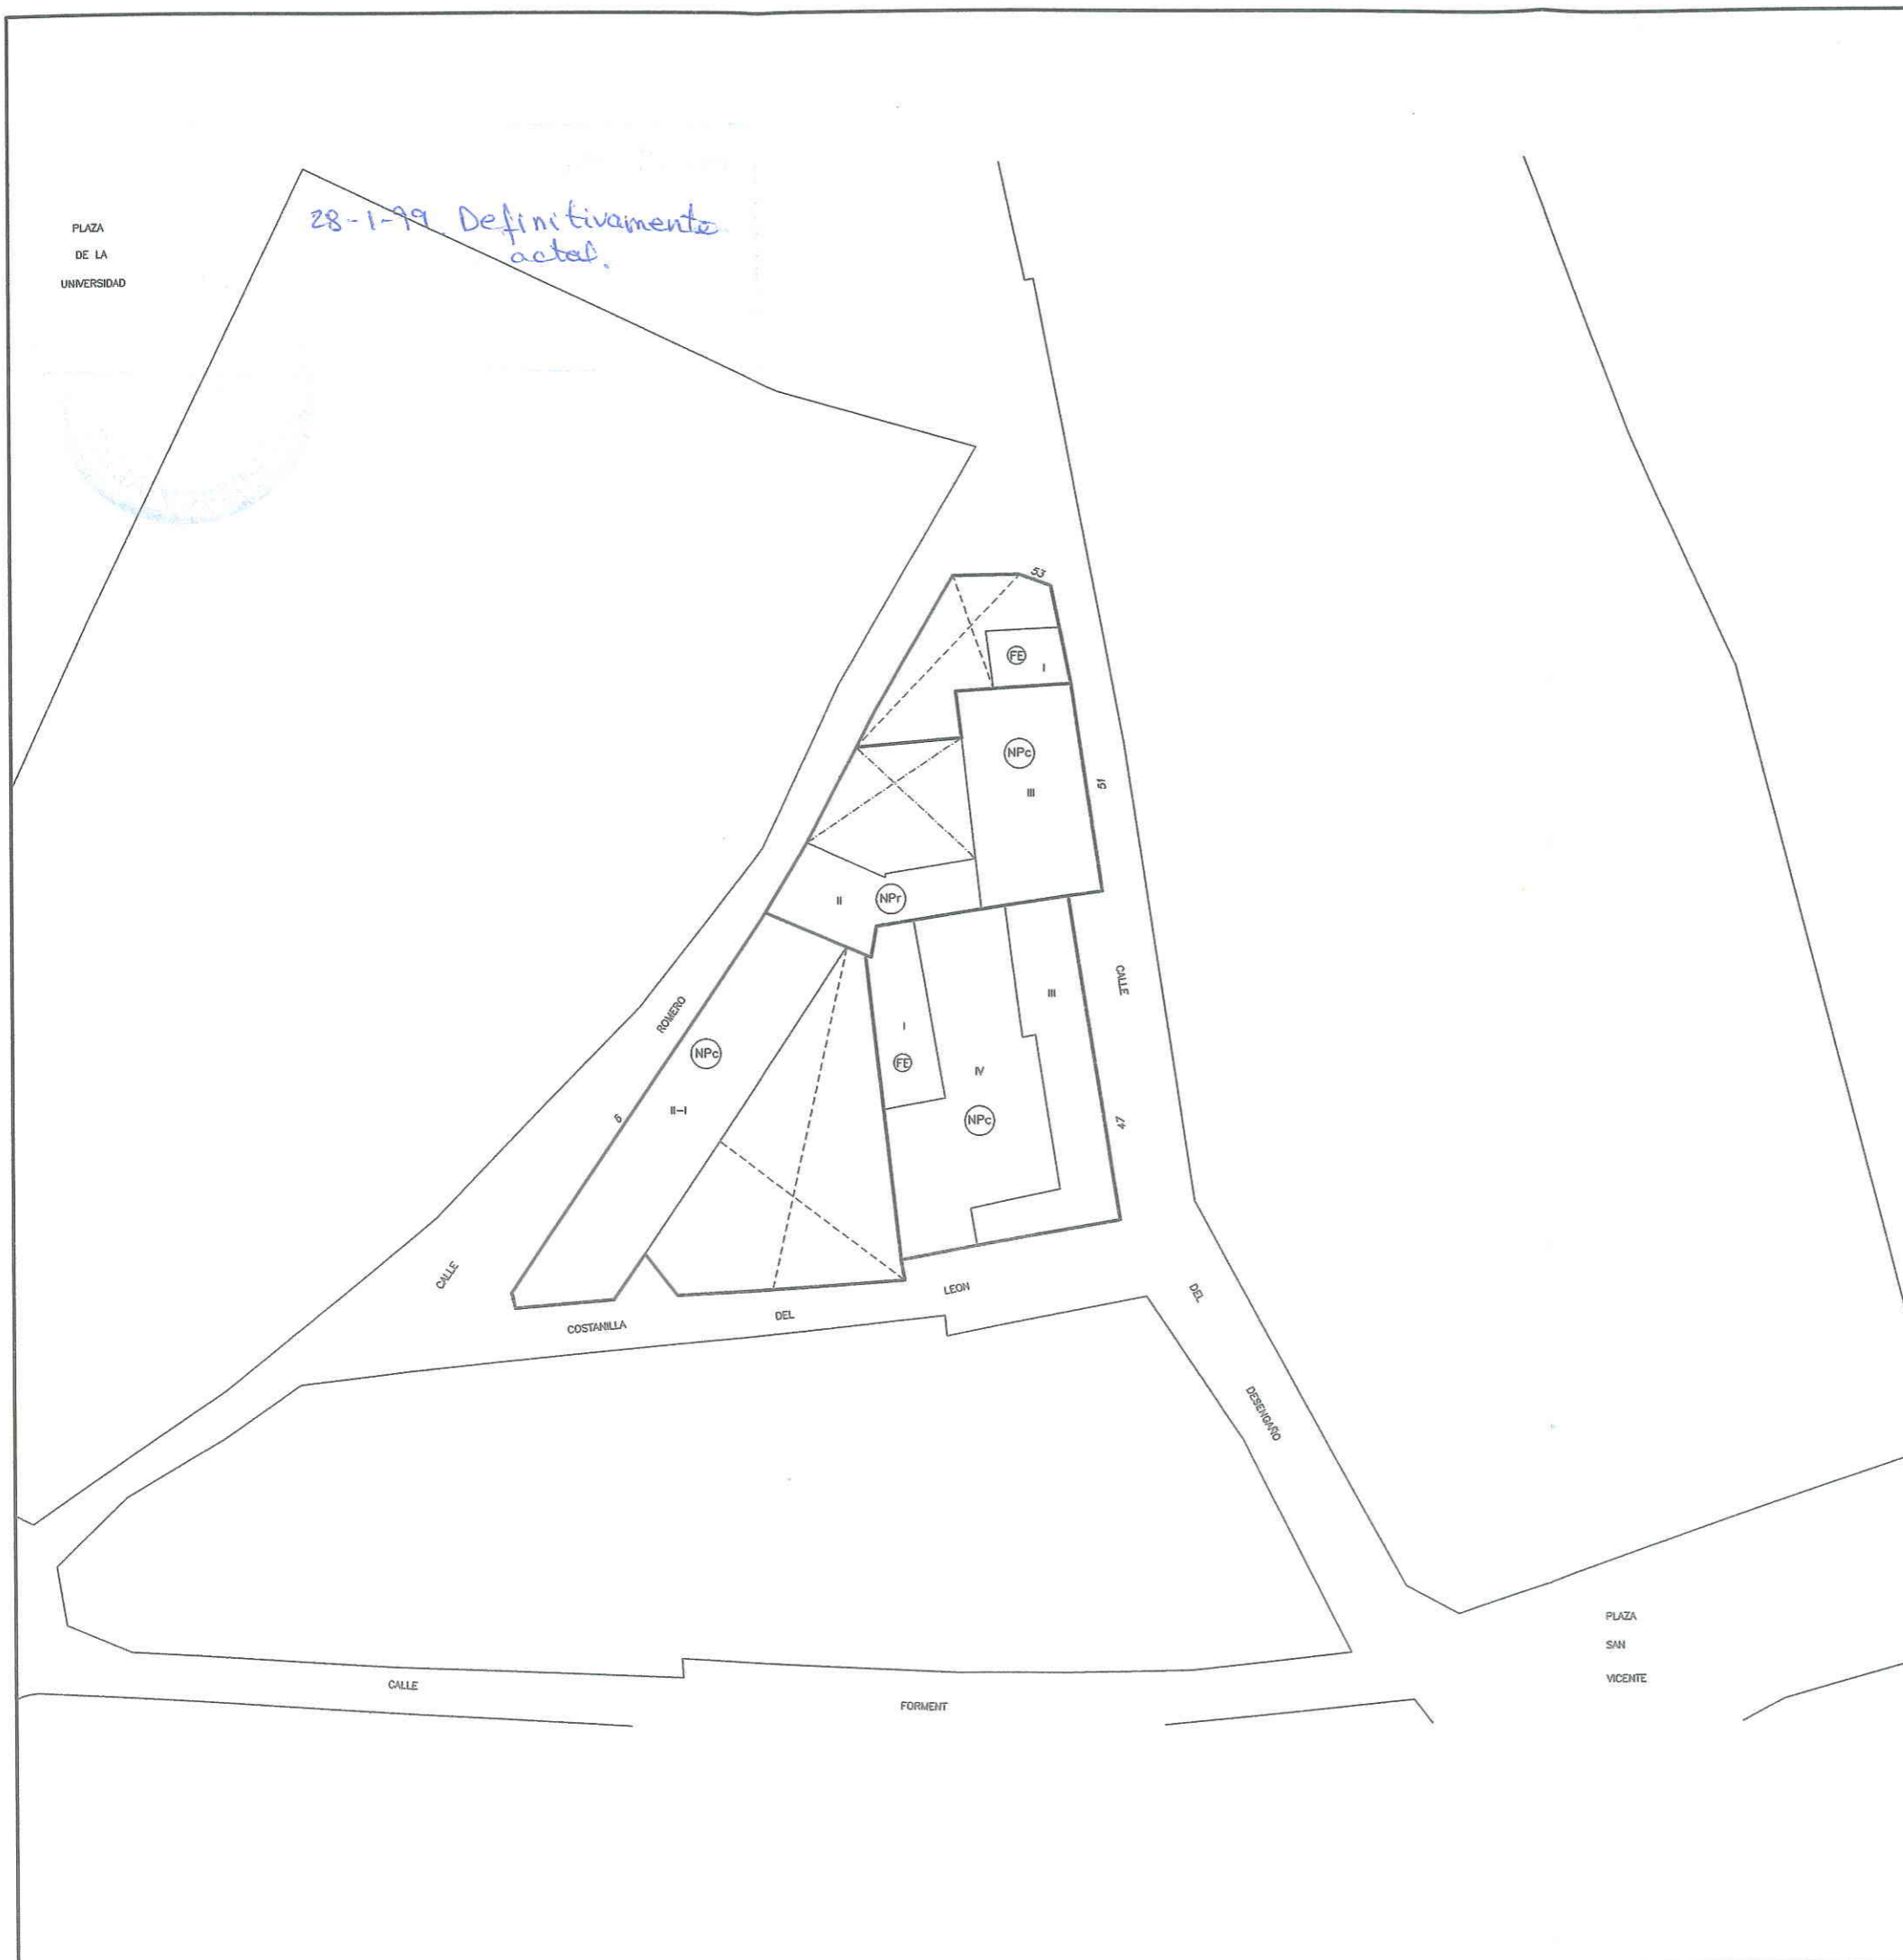 PLAZA
DE LA
UNIVERSIDAD
28-1-99. Definitivamente
actal.
53
FE
I
NPc
III
51
II
NPr
CALLE
ROMERO
III
I
FE
NPc
IV
6
II-I
NPc
47
CALLE
LEON
DEL
DEL
COSTANILLA
DESENGAÑO
PLAZA
SAN
VICENTE
CALLE
FORMENT